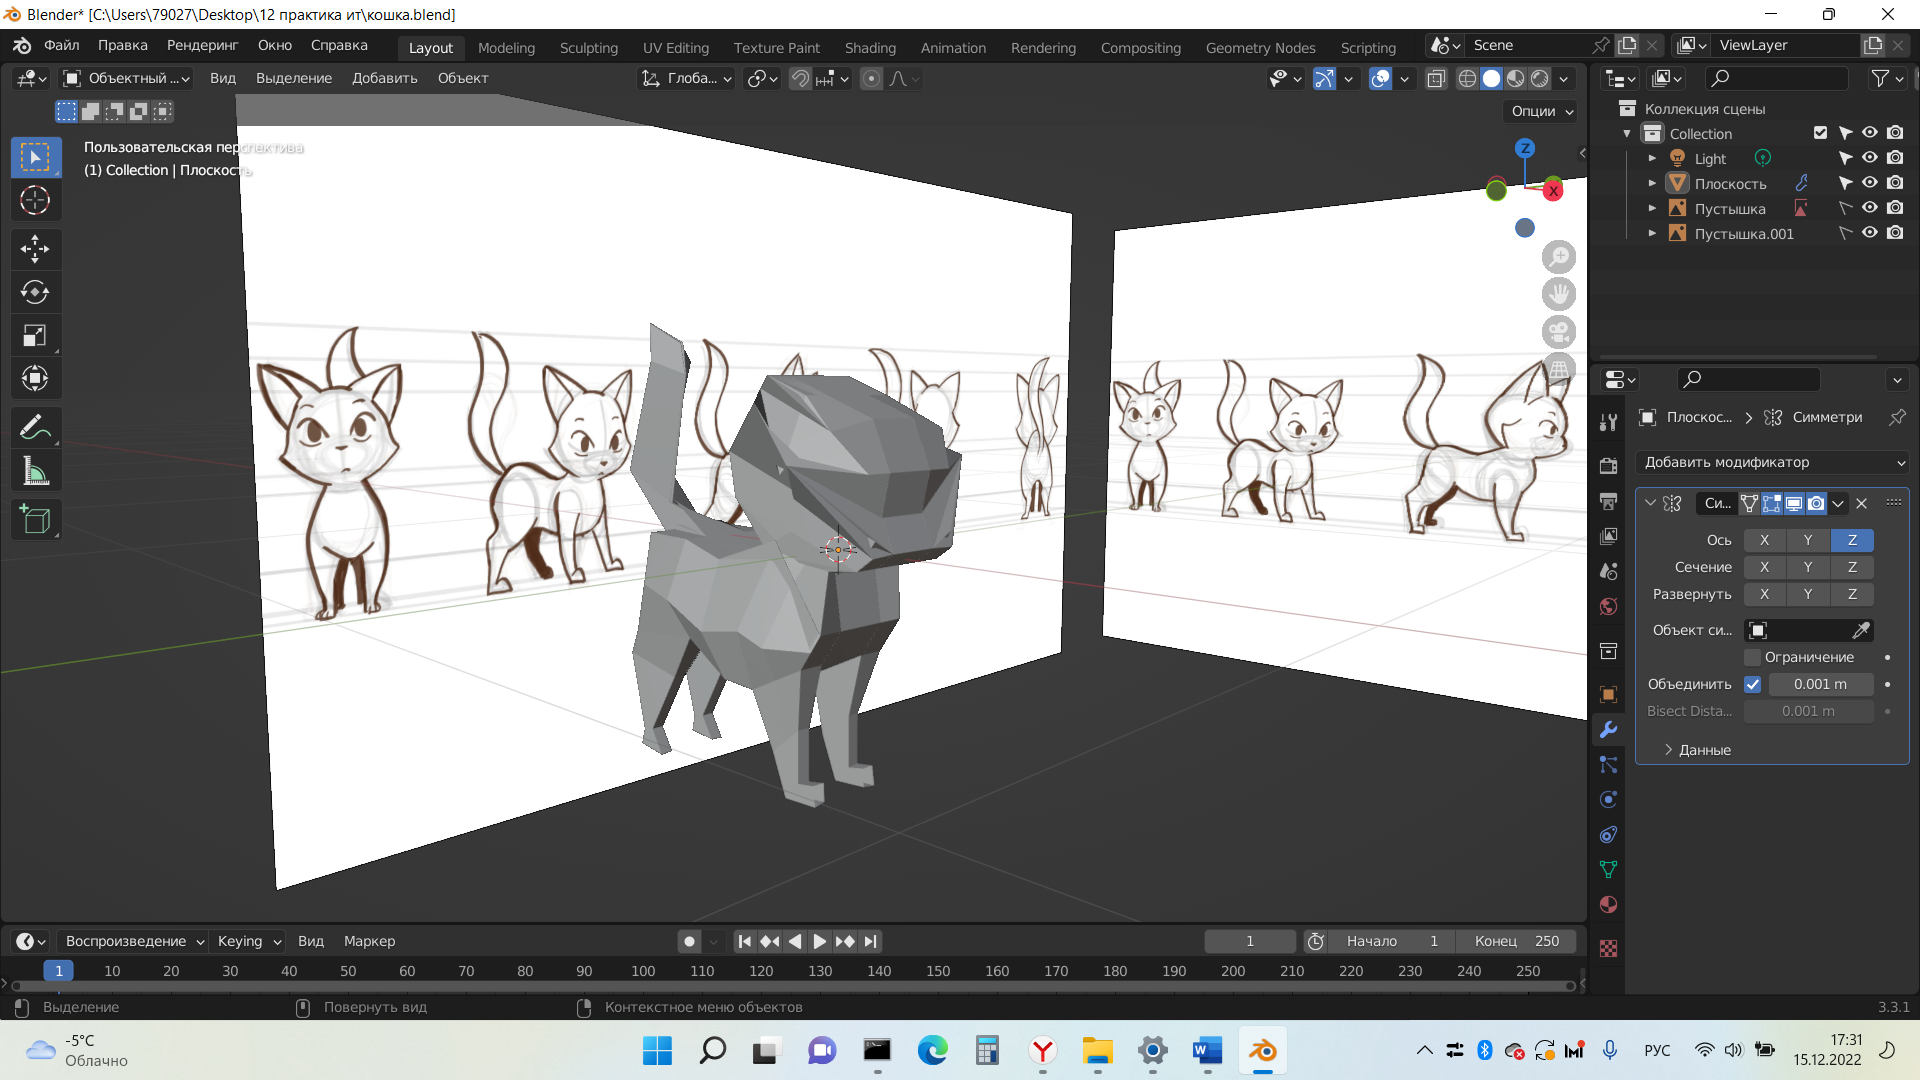 Blender* [C:\Users\79027\Desktop\12 практика ит\кошка.blend]
Файл Правка Рендеринг Окно Справка Layout Modeling Sculpting UV Editing Texture Paint Shading Animation Rendering Compositing Geometry Nodes Scripting Scene ViewLayer
Объектный ... Вид Выделение Добавить Объект Глоба...
Опции
Пользовательская перспектива
(1) Collection | Плоскость
Z
X
Коллекция сцены
Collection
Light
Плоскость
Пустышка
Пустышка.001
Плоскос... Симметри
Добавить модификатор
Си...
Ось X Y Z
Сечение X Y Z
Развернуть X Y Z
Объект си...
Ограничение
Объединить 0.001 m
Bisect Dista... 0.001 m
Данные
Воспроизведение Keying Вид Маркер 1 Начало 1 Конец 250
1 10 20 30 40 50 60 70 80 90 100 110 120 130 140 150 160 170 180 190 200 210 220 230 240 250
Выделение Повернуть вид Контекстное меню объектов 3.3.1
-5°C
Облачно
РУС
17:31
15.12.2022